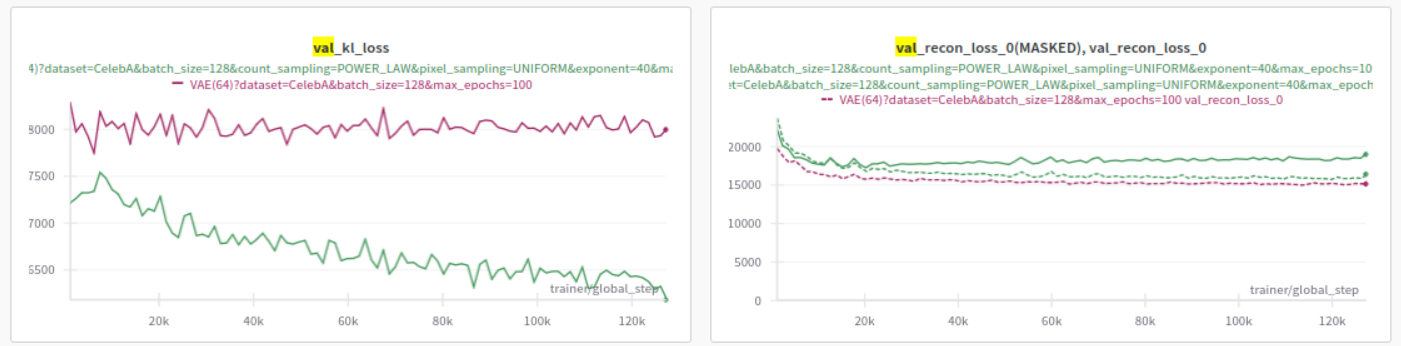 val_kl_loss
4)?dataset=CelebA&batch_size=128&count_sampling=POWER_LAW&pixel_sampling=UNIFORM&exponent=40&ma
VAE(64)?dataset=CelebA&batch_size=128&max_epochs=100
8000
7500
7000
6500
trainer/global_step
20k 40k 60k 80k 100k 120k
val_recon_loss_0(MASKED), val_recon_loss_0
lebA&batch_size=128&count_sampling=POWER_LAW&pixel_sampling=UNIFORM&exponent=40&max_epochs=10
t=CelebA&batch_size=128&count_sampling=POWER_LAW&pixel_sampling=UNIFORM&exponent=40&max_epoch
VAE(64)?dataset=CelebA&batch_size=128&max_epochs=100 val_recon_loss_0
20000
15000
10000
5000
0
trainer/global_step
20k 40k 60k 80k 100k 120k